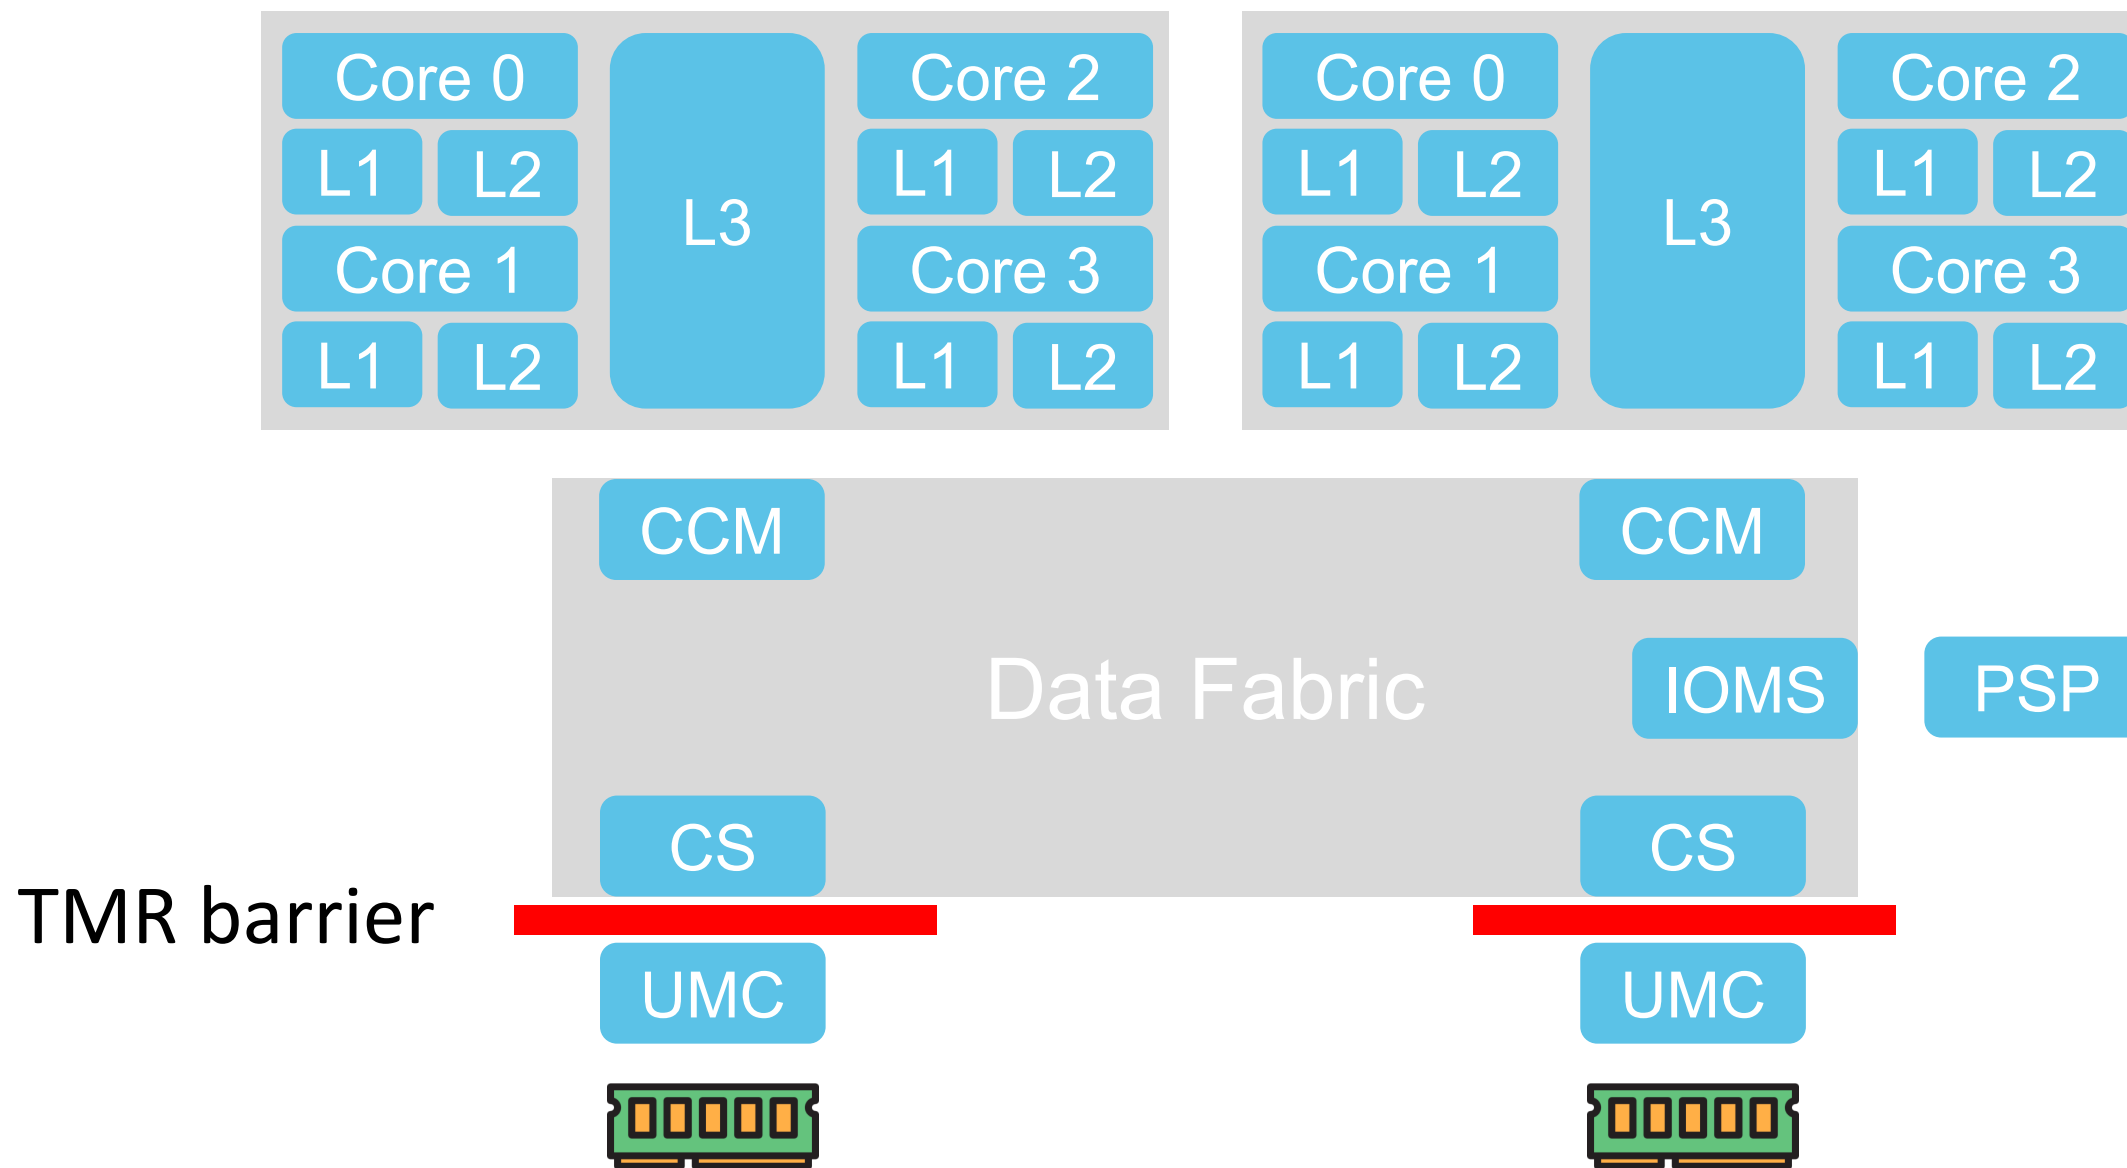 Core 0
Core 2
L1 L2
L3
L1 L2
Core 1
Core 3
L1 L2
L1 L2
Core 0
Core 2
L1 L2
L3
L1 L2
Core 1
Core 3
L1 L2
L1 L2
CCM
CCM
Data Fabric
IOMS
PSP
CS
CS
TMR barrier
UMC
UMC